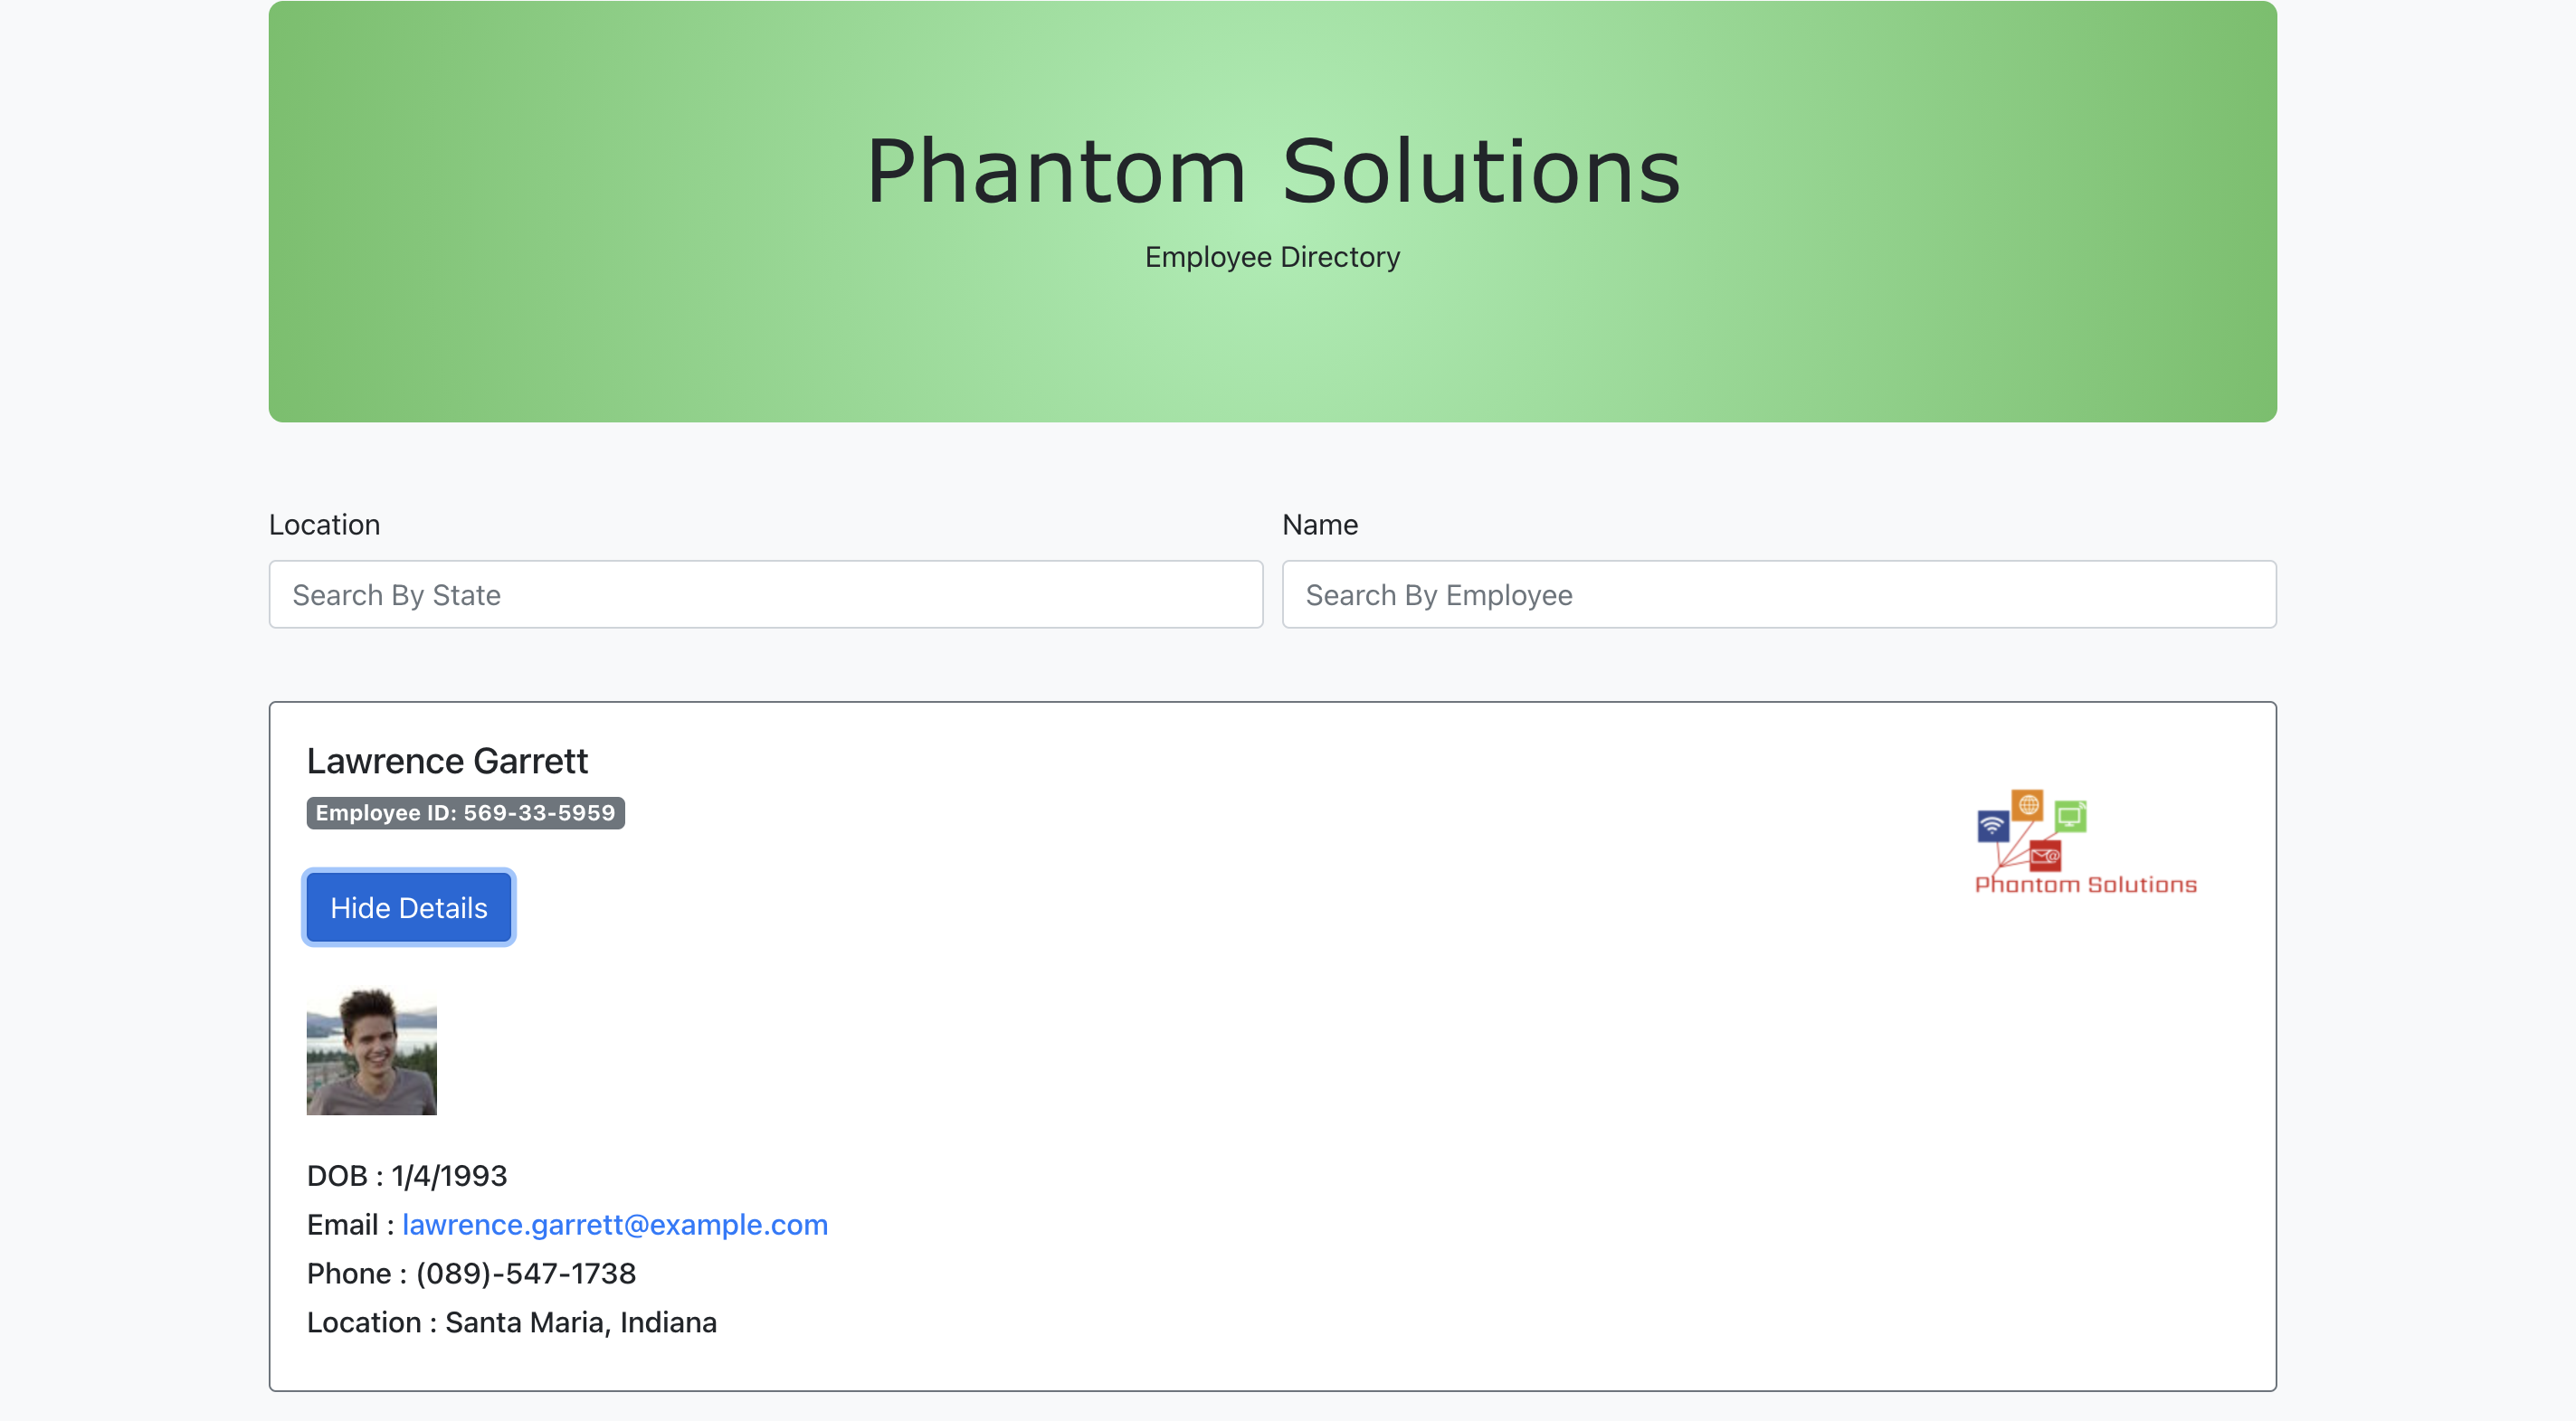 Phantom Solutions
Employee Directory
Location
Name
Search By State
Search By Employee
Lawrence Garrett
Employee ID: 569-33-5959
Phantom Solutions
Hide Details
DOB : 1/4/1993
Email : lawrence.garrett@example.com
Phone : (089)-547-1738
Location : Santa Maria, Indiana